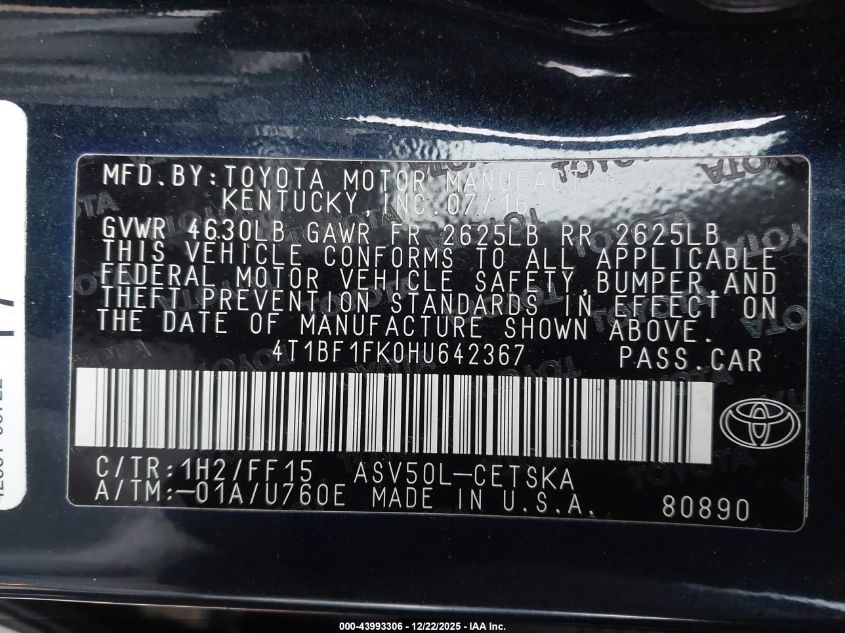 MFD.BY:TOYOTA MOTOR MANUFACTURING
KENTUCKY INC. 07/16
GVWR 4630LB GAWR FR 2625LB RR 2625LB
THIS VEHICLE CONFORMS TO ALL APPLICABLE
FEDERAL MOTOR VEHICLE SAFETY,BUMPER,AND
THEFT PREVENTION STANDARDS IN EFFECT ON
THE DATE OF MANUFACTURE SHOWN ABOVE.
4T1BF1FK0HU642367 PASS.CAR
C/TR:1H2/FF15 ASV50L-CETSKA
A/TM:-01A/U760E MADE IN U.S.A. 80890
000-43993306 - 12/22/2025 - IAA Inc.